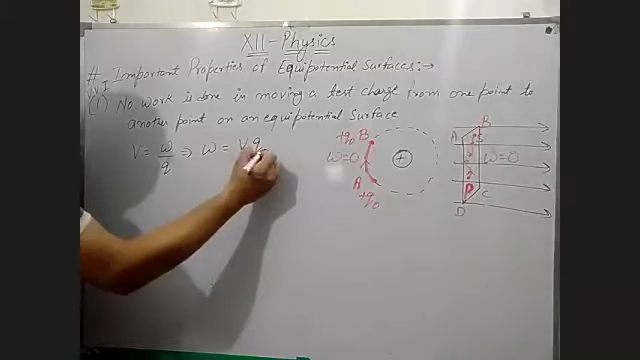 XII - Physics
# Important Properties of Equipotential Surfaces:→
V.V.I
(1) No work is done in moving a test charge from one point to
another point on an equipotential Surface
V = w/q ⇒ w = Vq
+q₀ B
w=0
A
+q₀
+
A B
w=0
D C